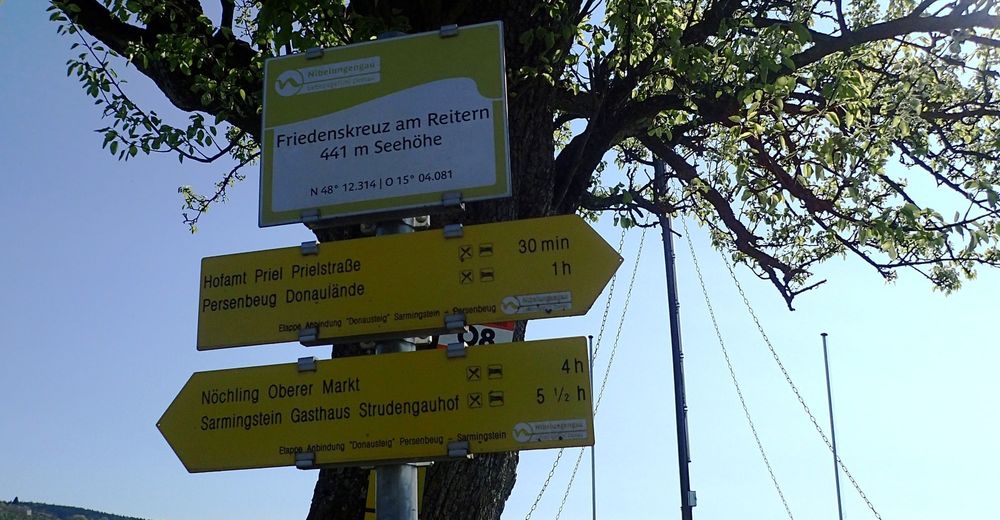 Nibelungengau
Friedenskreuz am Reitern
441 m Seehöhe
N 48° 12.314 | O 15° 04.081
Hofamt Priel Prielstraße 30 min
Persenbeug Donaulände 1 h
Etappe Anbindung "Donausteig" Sarmingstein - Persenbeug
Nibelungengau
08
Nöchling Oberer Markt 4 h
Sarmingstein Gasthaus Strudengauhof 5 ½ h
Etappe Anbindung "Donausteig" Persenbeug - Sarmingstein
Nibelungengau